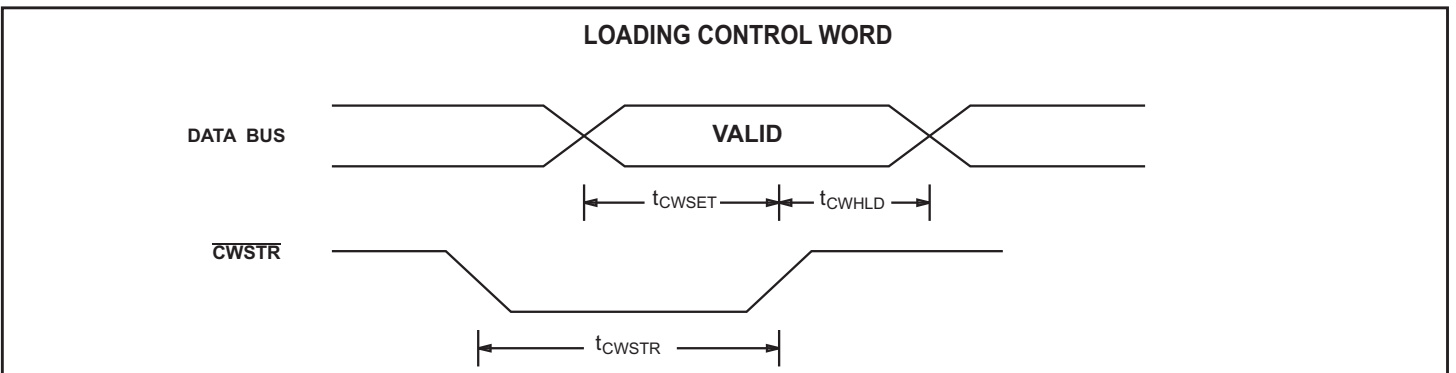 LOADING CONTROL WORD
DATA BUS
VALID
tCWSET
tCWHLD
CWSTR
tCWSTR